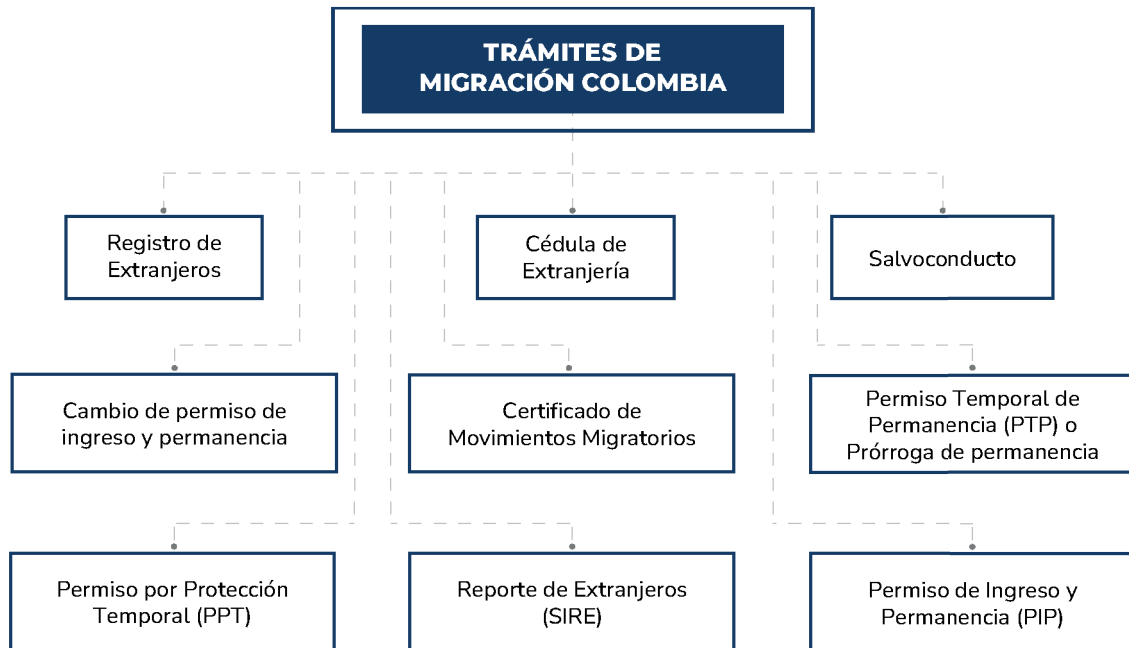 TRÁMITES DE
MIGRACIÓN COLOMBIA
Registro de
Extranjeros
Cédula de
Extranjería
Salvoconducto
Cambio de permiso de
ingreso y permanencia
Certificado de
Movimientos Migratorios
Permiso Temporal de
Permanencia (PTP) o
Prórroga de permanencia
Permiso por Protección
Temporal (PPT)
Reporte de Extranjeros
(SIRE)
Permiso de Ingreso y
Permanencia (PIP)